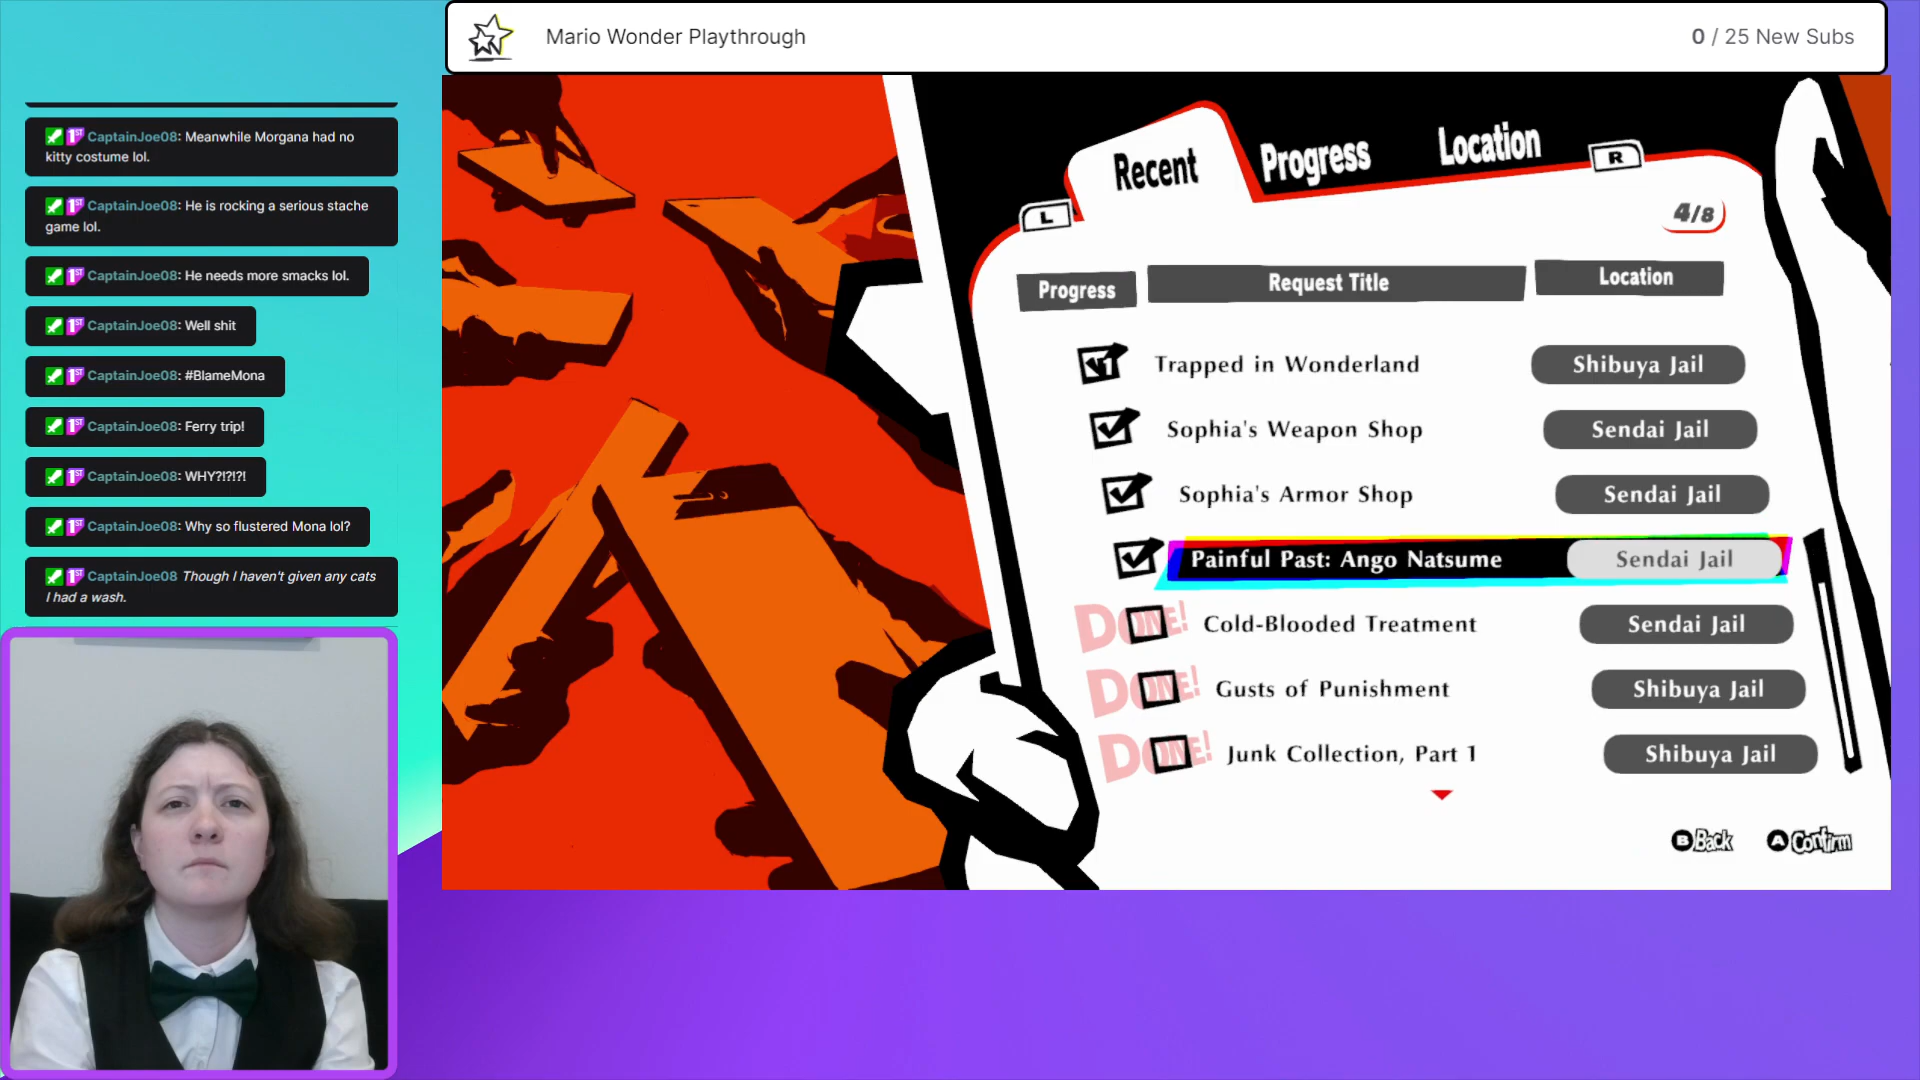 Mario Wonder Playthrough
0 / 25 New Subs
CaptainJoe08: Meanwhile Morgana had no
kitty costume lol.
CaptainJoe08: He is rocking a serious stache
game lol.
CaptainJoe08: He needs more smacks lol.
CaptainJoe08: Well shit
CaptainJoe08: #BlameMona
CaptainJoe08: Ferry trip!
CaptainJoe08: WHY?!?!?!
CaptainJoe08: Why so flustered Mona lol?
CaptainJoe08 Though I haven't given any cats
I had a wash.
L
Recent
Progress
Location
R
4/8
Progress
Request Title
Location
Trapped in Wonderland
Shibuya Jail
Sophia's Weapon Shop
Sendai Jail
Sophia's Armor Shop
Sendai Jail
Painful Past: Ango Natsume
Sendai Jail
DONE!
Cold-Blooded Treatment
Sendai Jail
DONE!
Gusts of Punishment
Shibuya Jail
DONE!
Junk Collection, Part 1
Shibuya Jail
B Back
A Confirm